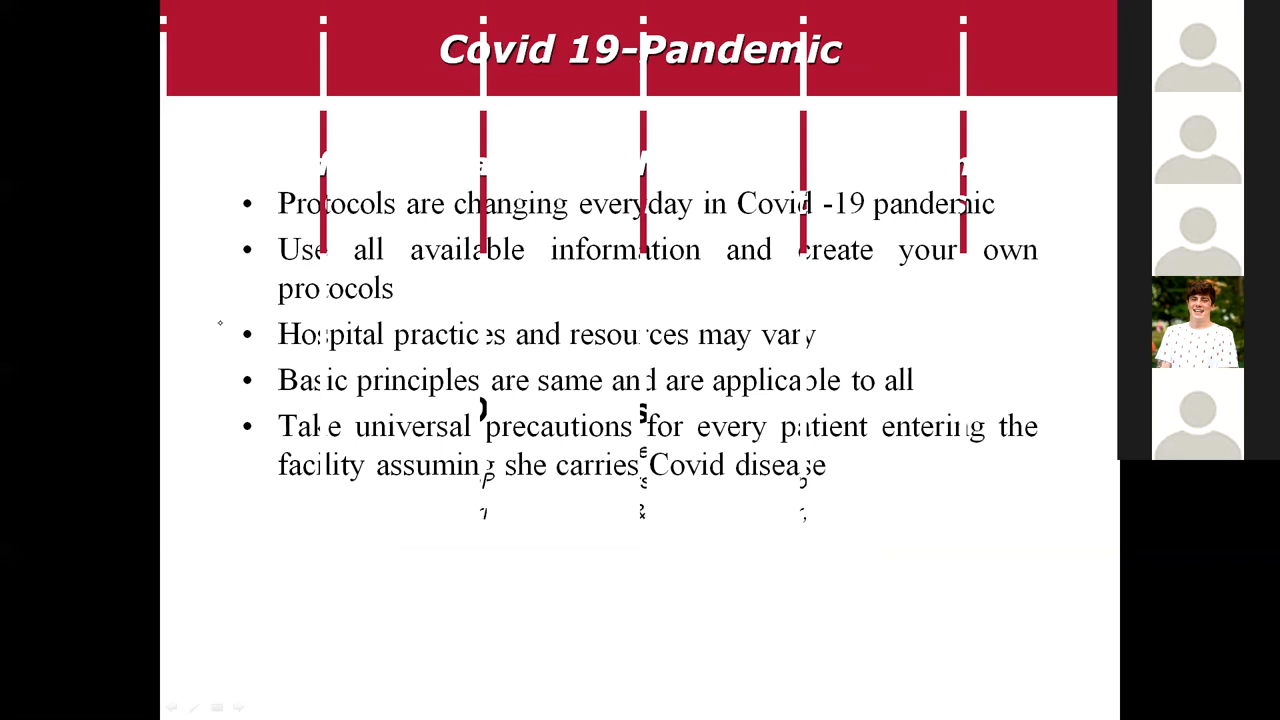 Covid 19-Pandemic
• Protocols are changing everyday in Covid -19 pandemic
• Use all available information and create your own
protocols
• Hospital practices and resources may vary
• Basic principles are same and are applicable to all
• Take universal precautions for every patient entering the
facility assuming she carries Covid disease